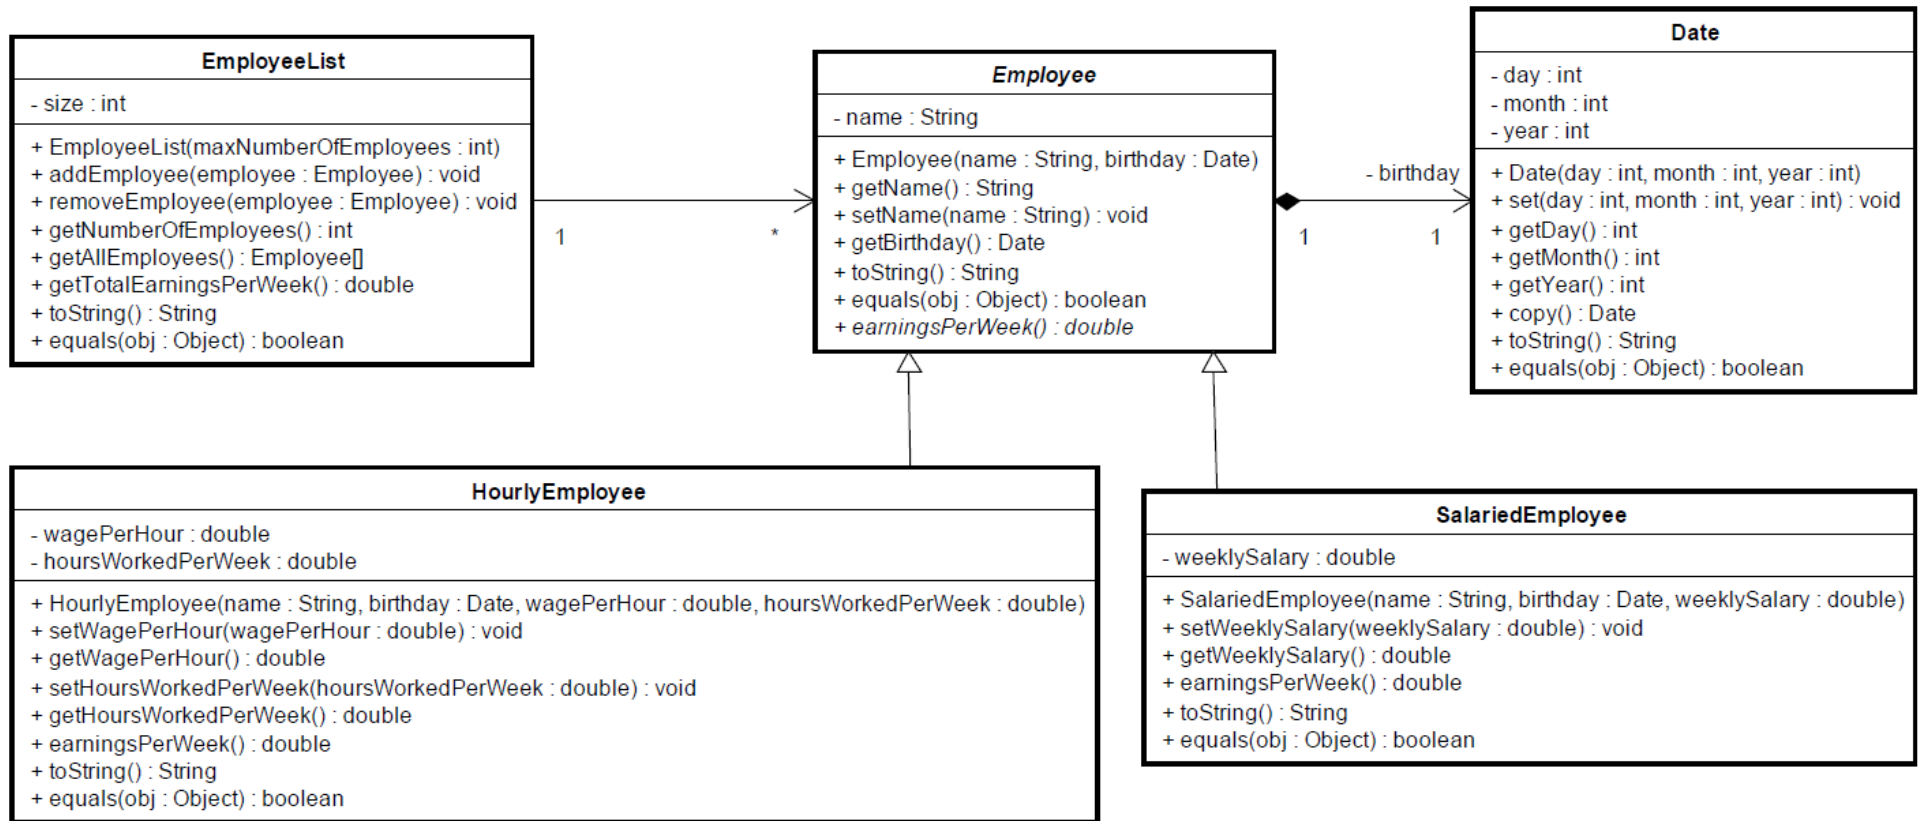 EmployeeList
- size : int
+ EmployeeList(maxNumberOfEmployees : int)
+ addEmployee(employee : Employee) : void
+ removeEmployee(employee : Employee) : void
+ getNumberOfEmployees() : int
+ getAllEmployees() : Employee[]
+ getTotalEarningsPerWeek() : double
+ toString() : String
+ equals(obj : Object) : boolean
1
*
Employee
- name : String
+ Employee(name : String, birthday : Date)
+ getName() : String
+ setName(name : String) : void
+ getBirthday() : Date
+ toString() : String
+ equals(obj : Object) : boolean
+ earningsPerWeek() : double
- birthday
1
1
Date
- day : int
- month : int
- year : int
+ Date(day : int, month : int, year : int)
+ set(day : int, month : int, year : int) : void
+ getDay() : int
+ getMonth() : int
+ getYear() : int
+ copy() : Date
+ toString() : String
+ equals(obj : Object) : boolean
HourlyEmployee
- wagePerHour : double
- hoursWorkedPerWeek : double
+ HourlyEmployee(name : String, birthday : Date, wagePerHour : double, hoursWorkedPerWeek : double)
+ setWagePerHour(wagePerHour : double) : void
+ getWagePerHour() : double
+ setHoursWorkedPerWeek(hoursWorkedPerWeek : double) : void
+ getHoursWorkedPerWeek() : double
+ earningsPerWeek() : double
+ toString() : String
+ equals(obj : Object) : boolean
SalariedEmployee
- weeklySalary : double
+ SalariedEmployee(name : String, birthday : Date, weeklySalary : double)
+ setWeeklySalary(weeklySalary : double) : void
+ getWeeklySalary() : double
+ earningsPerWeek() : double
+ toString() : String
+ equals(obj : Object) : boolean